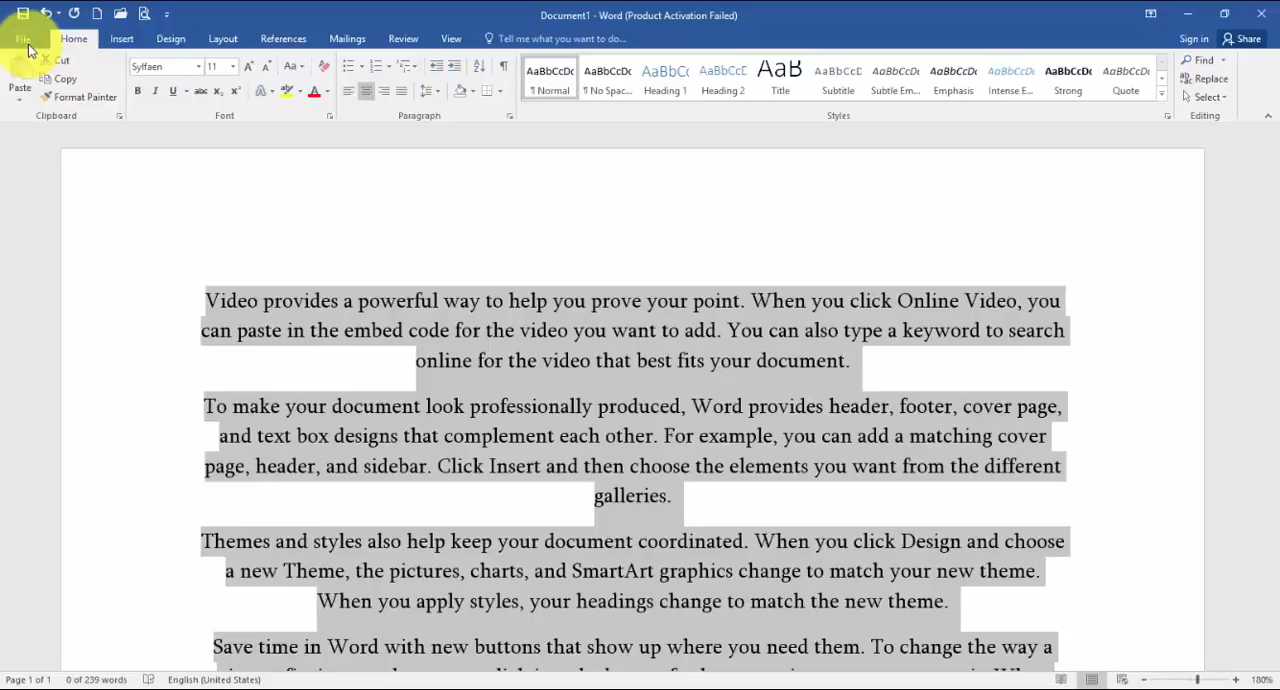 Document1 - Word (Product Activation Failed)
File Home Insert Design Layout References Mailings Review View Tell me what you want to do... Sign in Share
Cut
Copy
Format Painter
Paste
Clipboard
Sylfaen 11
Font
Paragraph
AaBbCcDc AaBbCcDc AaBbCc AaBbCcC AaB AaBbCcC AaBbCcDc AaBbCcDc AaBbCcDc AaBbCcDc AaBbCcDc
¶ Normal ¶ No Spac... Heading 1 Heading 2 Title Subtitle Subtle Em... Emphasis Intense E... Strong Quote
Styles
Find
Replace
Select
Editing
Video provides a powerful way to help you prove your point. When you click Online Video, you
can paste in the embed code for the video you want to add. You can also type a keyword to search
online for the video that best fits your document.
To make your document look professionally produced, Word provides header, footer, cover page,
and text box designs that complement each other. For example, you can add a matching cover
page, header, and sidebar. Click Insert and then choose the elements you want from the different
galleries.
Themes and styles also help keep your document coordinated. When you click Design and choose
a new Theme, the pictures, charts, and SmartArt graphics change to match your new theme.
When you apply styles, your headings change to match the new theme.
Save time in Word with new buttons that show up where you need them. To change the way a
Page 1 of 1 0 of 239 words English (United States) 180%